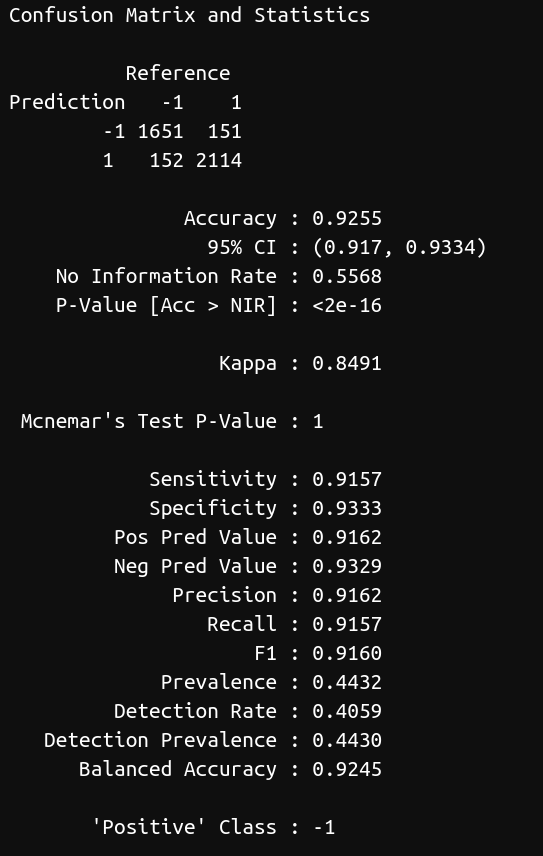 Confusion Matrix and Statistics
Reference
Prediction -1 1
-1 1651 151
1 152 2114
Accuracy : 0.9255
95% CI : (0.917, 0.9334)
No Information Rate : 0.5568
P-Value [Acc > NIR] : <2e-16
Kappa : 0.8491
Mcnemar's Test P-Value : 1
Sensitivity : 0.9157
Specificity : 0.9333
Pos Pred Value : 0.9162
Neg Pred Value : 0.9329
Precision : 0.9162
Recall : 0.9157
F1 : 0.9160
Prevalence : 0.4432
Detection Rate : 0.4059
Detection Prevalence : 0.4430
Balanced Accuracy : 0.9245
'Positive' Class : -1